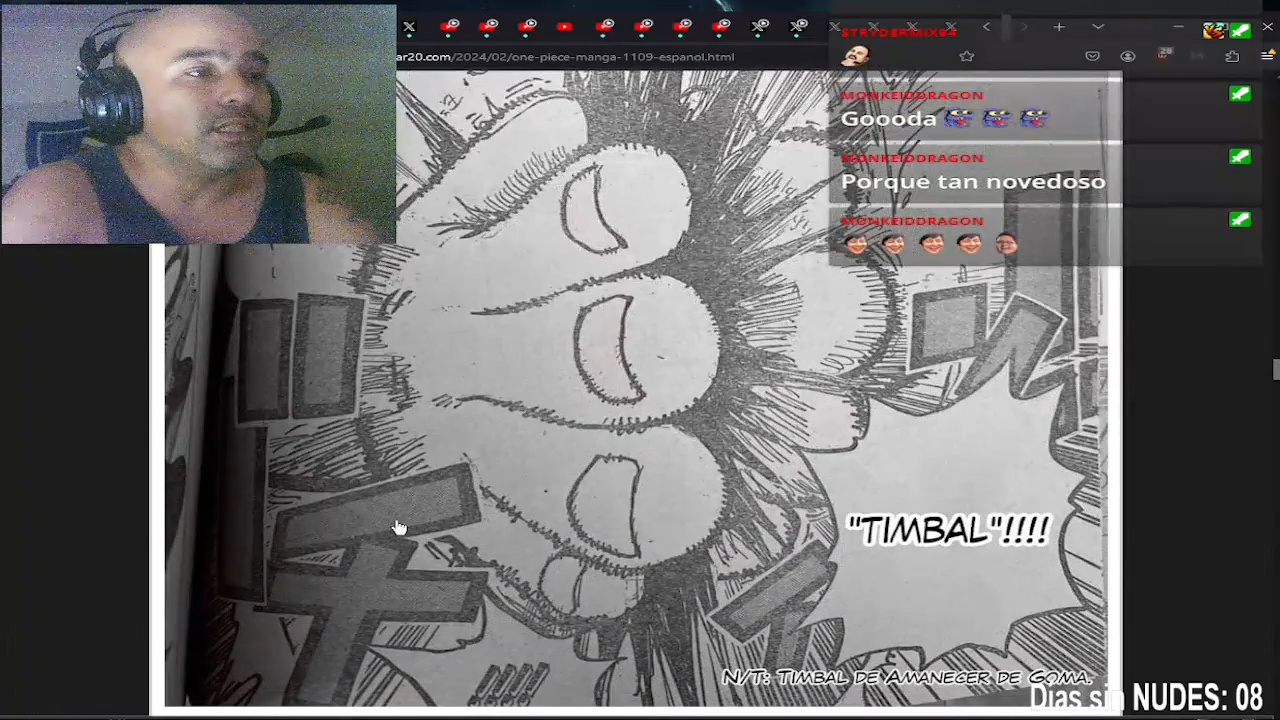 ar20.com/2024/02/one-piece-manga-1109-espanol.html
STRYDERMIX94
MONKEIDDRAGON
Goooda
MONKEIDDRAGON
Porque tan novedoso
MONKEIDDRAGON
"TIMBAL"!!!!
!!!!
N/T: TIMBAL DE AMANECER DE GOMA.
Dias sin NUDES: 08